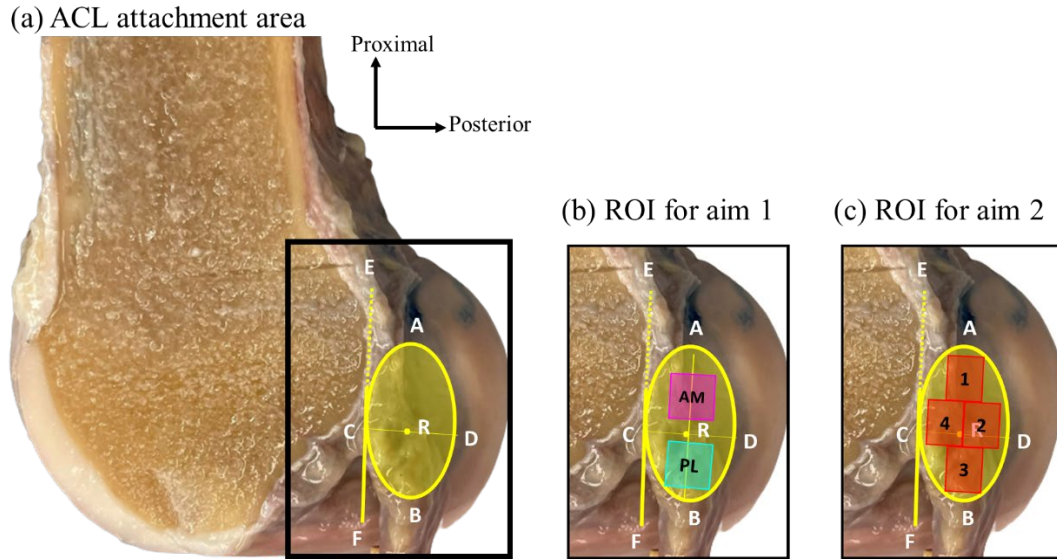 (a) ACL attachment area
Proximal
Posterior
E
A
C
R
D
B
F
(b) ROI for aim 1
E
A
AM
C
R
D
PL
B
F
(c) ROI for aim 2
E
A
1
4
2
C
R
D
3
B
F